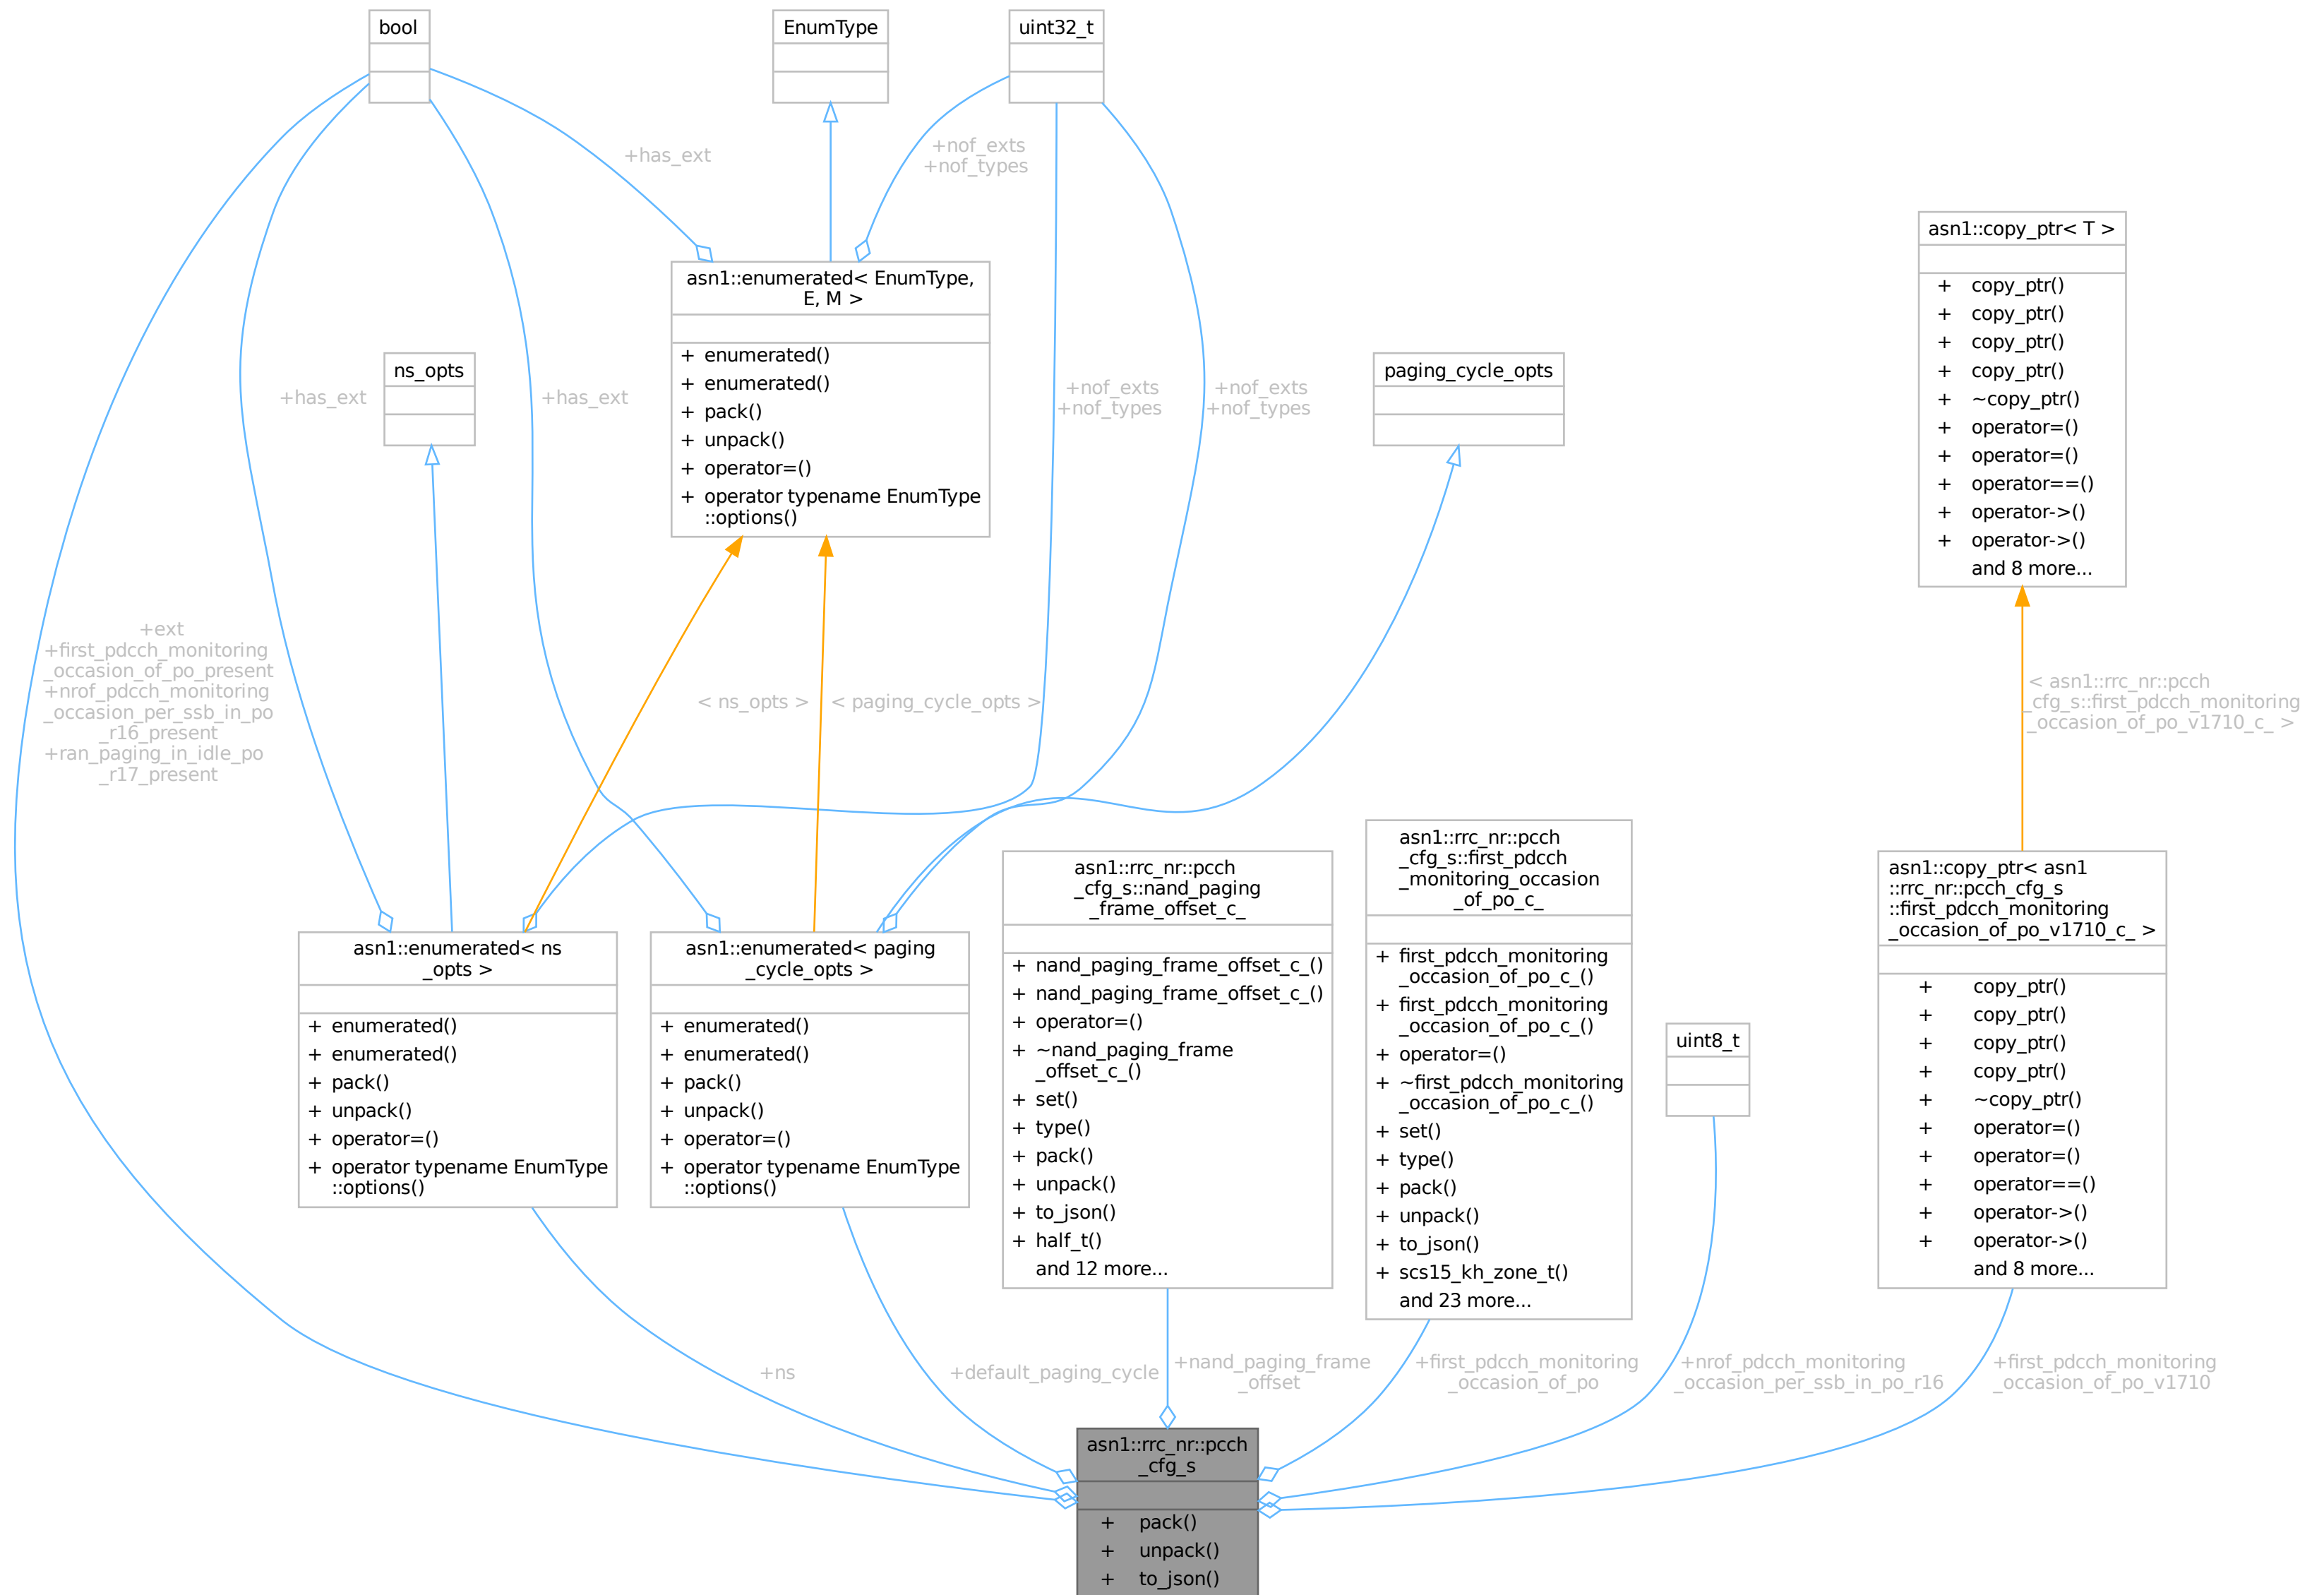 bool
EnumType
uint32_t
+has_ext
+nof_exts
+nof_types
asn1::copy_ptr< T >
+ copy_ptr()
+ copy_ptr()
+ copy_ptr()
+ copy_ptr()
+ ~copy_ptr()
+ operator=()
+ operator=()
+ operator==()
+ operator->()
+ operator->()
and 8 more...
asn1::enumerated< EnumType,
E, M >
+ enumerated()
+ enumerated()
+ pack()
+ unpack()
+ operator=()
+ operator typename EnumType
::options()
ns_opts
paging_cycle_opts
+has_ext
+has_ext
+nof_exts
+nof_types
+nof_exts
+nof_types
+ext
+first_pdcch_monitoring
_occasion_of_po_present
+nrof_pdcch_monitoring
_occasion_per_ssb_in_po
_r16_present
+ran_paging_in_idle_po
_r17_present
< ns_opts >
< paging_cycle_opts >
< asn1::rrc_nr::pcch
_cfg_s::first_pdcch_monitoring
_occasion_of_po_v1710_c_ >
asn1::enumerated< ns
_opts >
+ enumerated()
+ enumerated()
+ pack()
+ unpack()
+ operator=()
+ operator typename EnumType
::options()
asn1::enumerated< paging
_cycle_opts >
+ enumerated()
+ enumerated()
+ pack()
+ unpack()
+ operator=()
+ operator typename EnumType
::options()
asn1::rrc_nr::pcch
_cfg_s::nand_paging
_frame_offset_c_
+ nand_paging_frame_offset_c_()
+ nand_paging_frame_offset_c_()
+ operator=()
+ ~nand_paging_frame
_offset_c_()
+ set()
+ type()
+ pack()
+ unpack()
+ to_json()
+ half_t()
and 12 more...
asn1::rrc_nr::pcch
_cfg_s::first_pdcch
_monitoring_occasion
_of_po_c_
+ first_pdcch_monitoring
_occasion_of_po_c_()
+ first_pdcch_monitoring
_occasion_of_po_c_()
+ operator=()
+ ~first_pdcch_monitoring
_occasion_of_po_c_()
+ set()
+ type()
+ pack()
+ unpack()
+ to_json()
+ scs15_kh_zone_t()
and 23 more...
uint8_t
asn1::copy_ptr< asn1
::rrc_nr::pcch_cfg_s
::first_pdcch_monitoring
_occasion_of_po_v1710_c_ >
+ copy_ptr()
+ copy_ptr()
+ copy_ptr()
+ copy_ptr()
+ ~copy_ptr()
+ operator=()
+ operator=()
+ operator==()
+ operator->()
+ operator->()
and 8 more...
+ns
+default_paging_cycle
+nand_paging_frame
_offset
+first_pdcch_monitoring
_occasion_of_po
+nrof_pdcch_monitoring
_occasion_per_ssb_in_po_r16
+first_pdcch_monitoring
_occasion_of_po_v1710
asn1::rrc_nr::pcch
_cfg_s
+ pack()
+ unpack()
+ to_json()